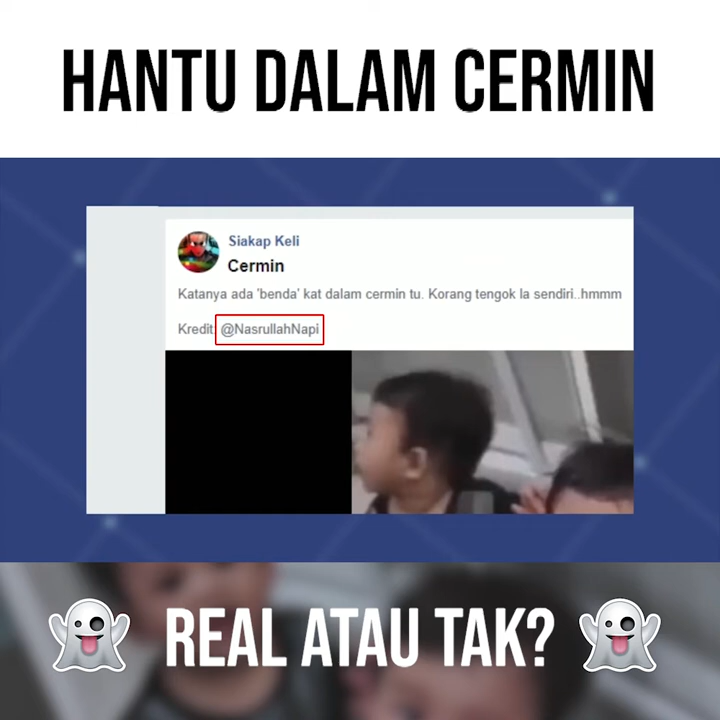 HANTU DALAM CERMIN
Siakap Keli
Cermin
Katanya ada 'benda' kat dalam cermin tu. Korang tengok la sendiri..hmmm
Kredit: @NasrullahNapi
REAL ATAU TAK?